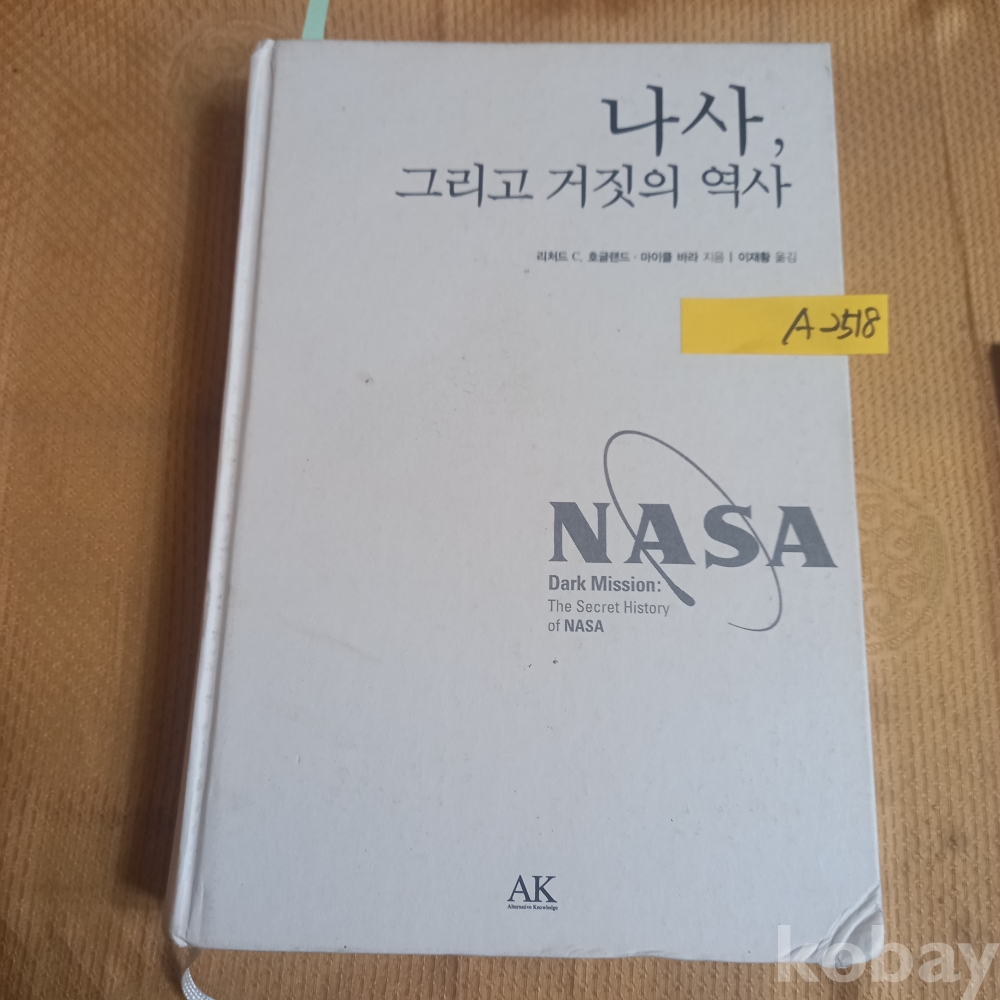 나사,
그리고 거짓의 역사
리처드 C. 호글랜드 · 마이클 바라 지음 | 이재황 옮김
A-2518
NASA
Dark Mission:
The Secret History
of NASA
AK
Alternative Knowledge
kobay